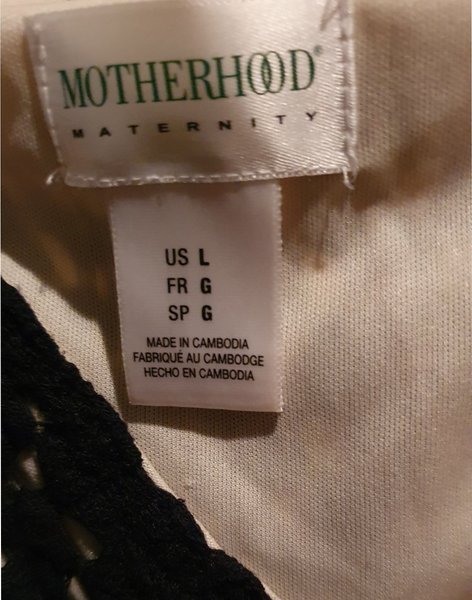 MOTHERHOOD®
MATERNITY
US L
FR G
SP G
MADE IN CAMBODIA
FABRIQUÉ AU CAMBODGE
HECHO EN CAMBODIA